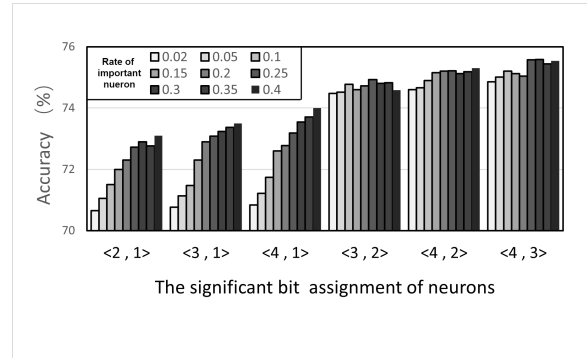 76
74
72
70
Accuracy (%)
Rate of
important
nueron
0.02 0.05 0.1
0.15 0.2 0.25
0.3 0.35 0.4
<2 , 1> <3 , 1> <4 , 1> <3 , 2> <4 , 2> <4 , 3>
The significant bit assignment of neurons